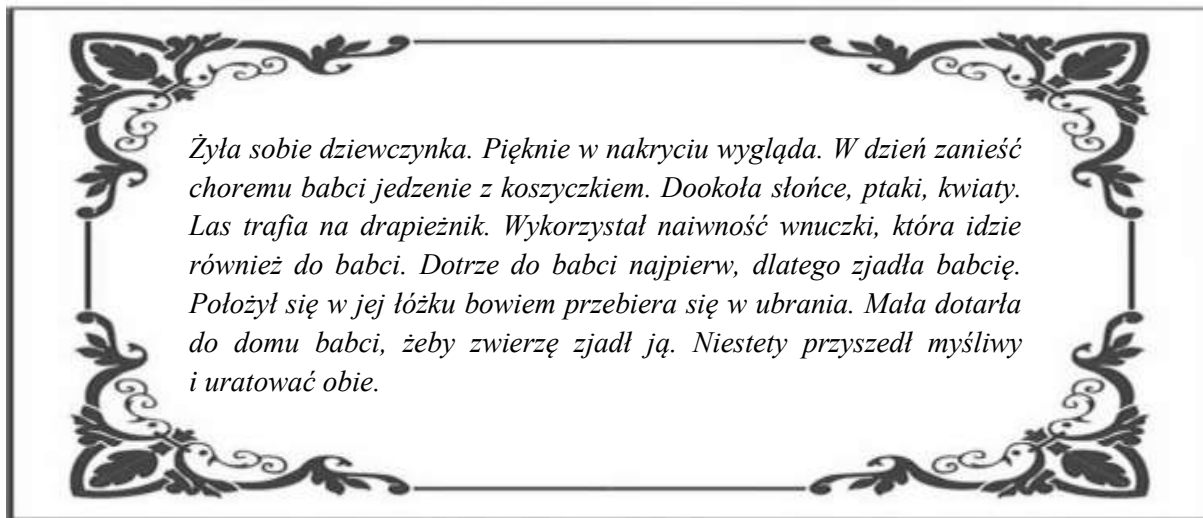 Żyła sobie dziewczynka. Pięknie w nakryciu wygląda. W dzień zanieść
choremu babci jedzenie z koszyczkiem. Dookoła słońce, ptaki, kwiaty.
Las trafia na drapieżnik. Wykorzystał naiwność wnuczki, która idzie
również do babci. Dotrze do babci najpierw, dlatego zjadła babcię.
Położył się w jej łóżku bowiem przebiera się w ubrania. Mała dotarła
do domu babci, żeby zwierzę zjadł ją. Niestety przyszedł myśliwy
i uratować obie.